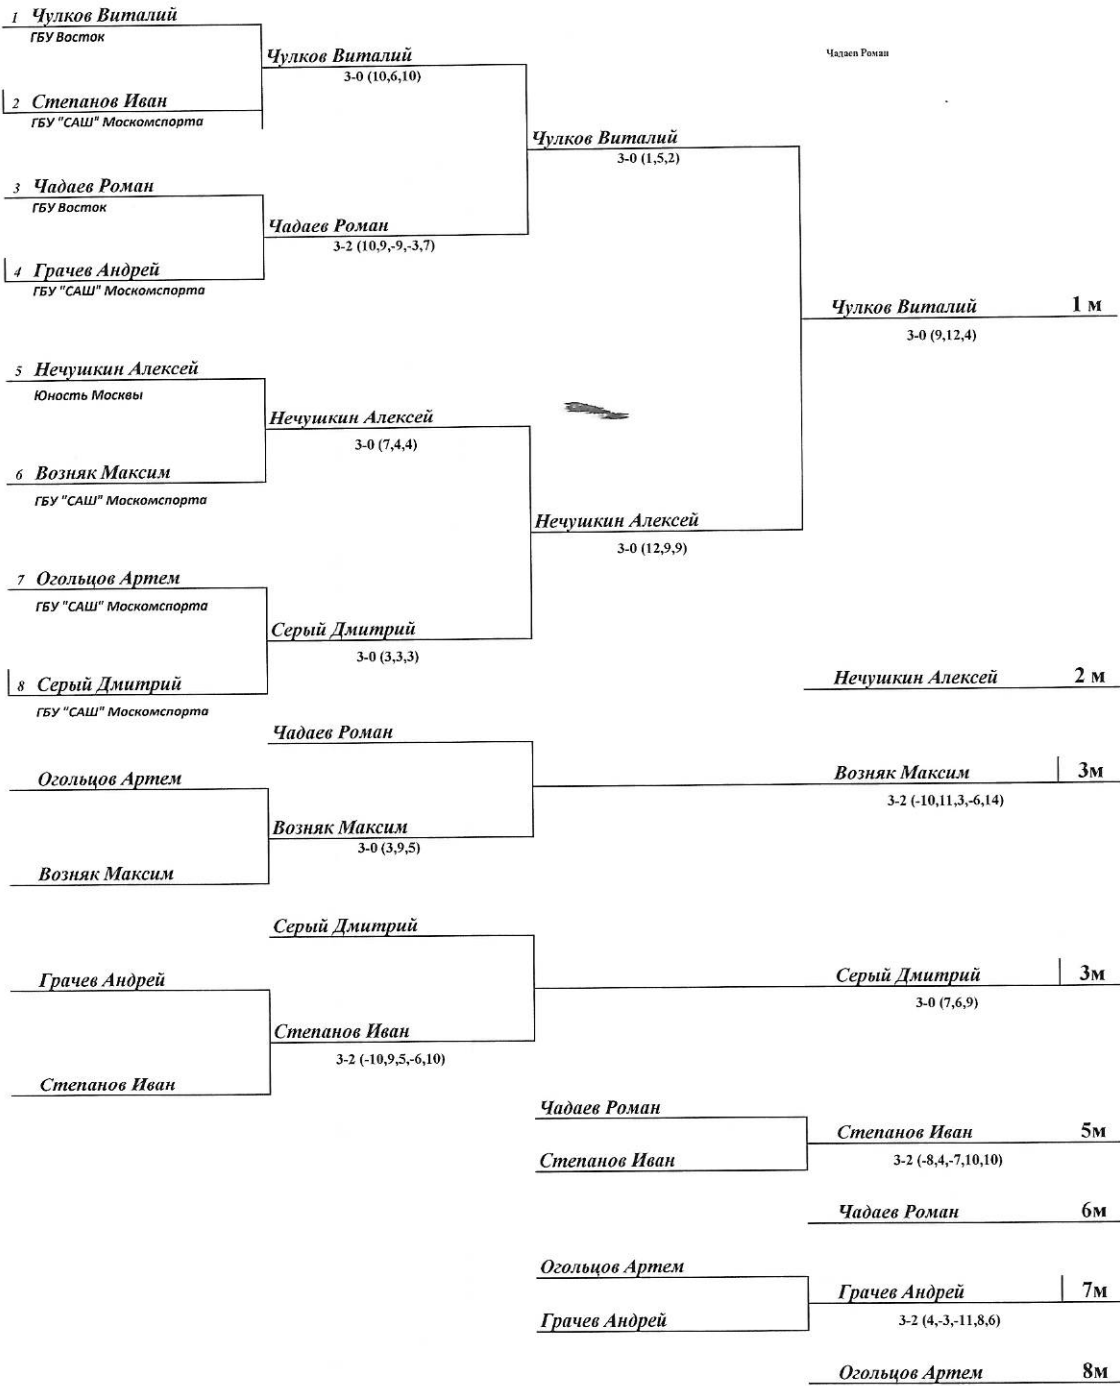 1 Чулков Виталий
ГБУ Восток
Чулков Виталий
3-0 (10,6,10)
Чадаев Роман
2 Степанов Иван
ГБУ "САШ" Москомспорта
Чулков Виталий
3-0 (1,5,2)
3 Чадаев Роман
ГБУ Восток
Чадаев Роман
3-2 (10,9,-9,-3,7)
4 Грачев Андрей
ГБУ "САШ" Москомспорта
Чулков Виталий 1 м
3-0 (9,12,4)
5 Нечушкин Алексей
Юность Москвы
Нечушкин Алексей
3-0 (7,4,4)
6 Возняк Максим
ГБУ "САШ" Москомспорта
Нечушкин Алексей
3-0 (12,9,9)
7 Огольцов Артем
ГБУ "САШ" Москомспорта
Серый Дмитрий
3-0 (3,3,3)
8 Серый Дмитрий
ГБУ "САШ" Москомспорта
Нечушкин Алексей 2 м
Чадаев Роман
Огольцов Артем
Возняк Максим 3м
3-2 (-10,11,3,-6,14)
Возняк Максим
3-0 (3,9,5)
Возняк Максим
Серый Дмитрий
Грачев Андрей
Серый Дмитрий 3м
3-0 (7,6,9)
Степанов Иван
3-2 (-10,9,5,-6,10)
Степанов Иван
Чадаев Роман
Степанов Иван 5м
3-2 (-8,4,-7,10,10)
Степанов Иван
Чадаев Роман 6м
Огольцов Артем
Грачев Андрей 7м
3-2 (4,-3,-11,8,6)
Грачев Андрей
Огольцов Артем 8м